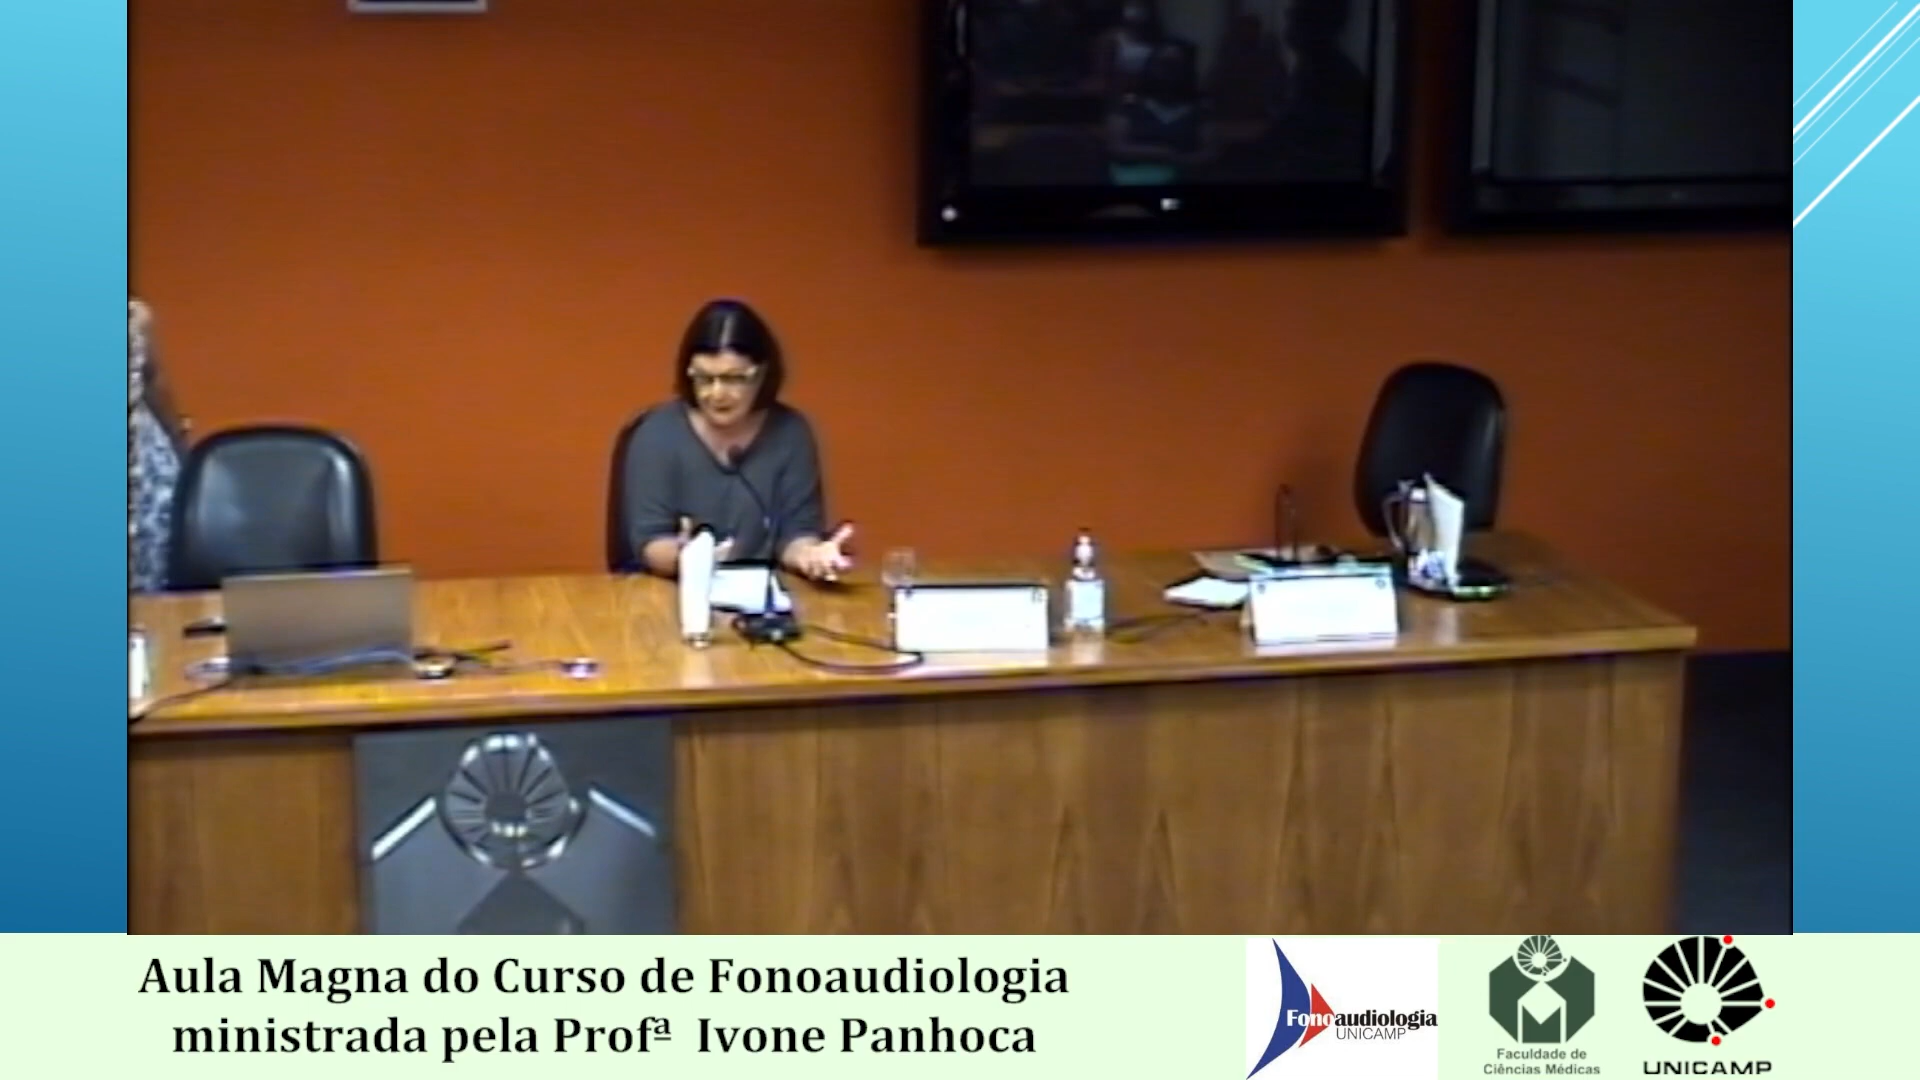 Aula Magna do Curso de Fonoaudiologia
ministrada pela Profª Ivone Panhoca
Fonoaudiologia
UNICAMP
Faculdade de
Ciências Médicas
UNICAMP